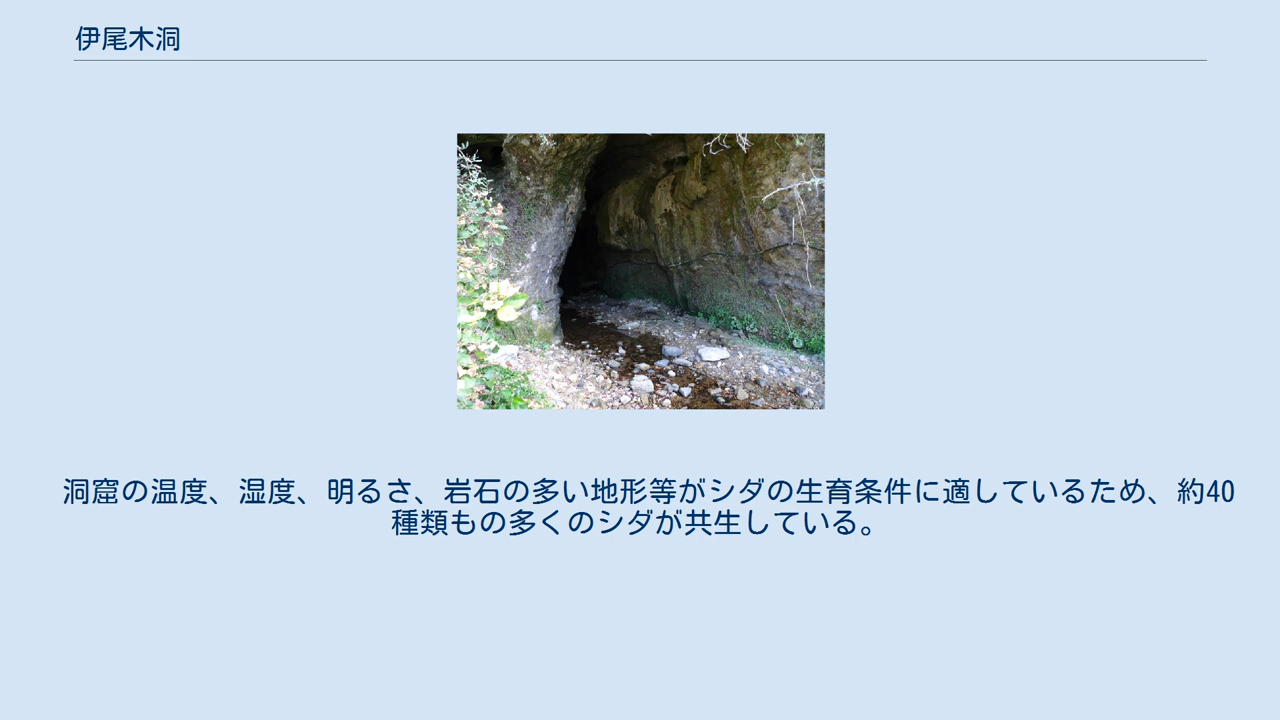 伊尾木洞
洞窟の温度、湿度、明るさ、岩石の多い地形等がシダの生育条件に適しているため、約40
種類もの多くのシダが共生している。